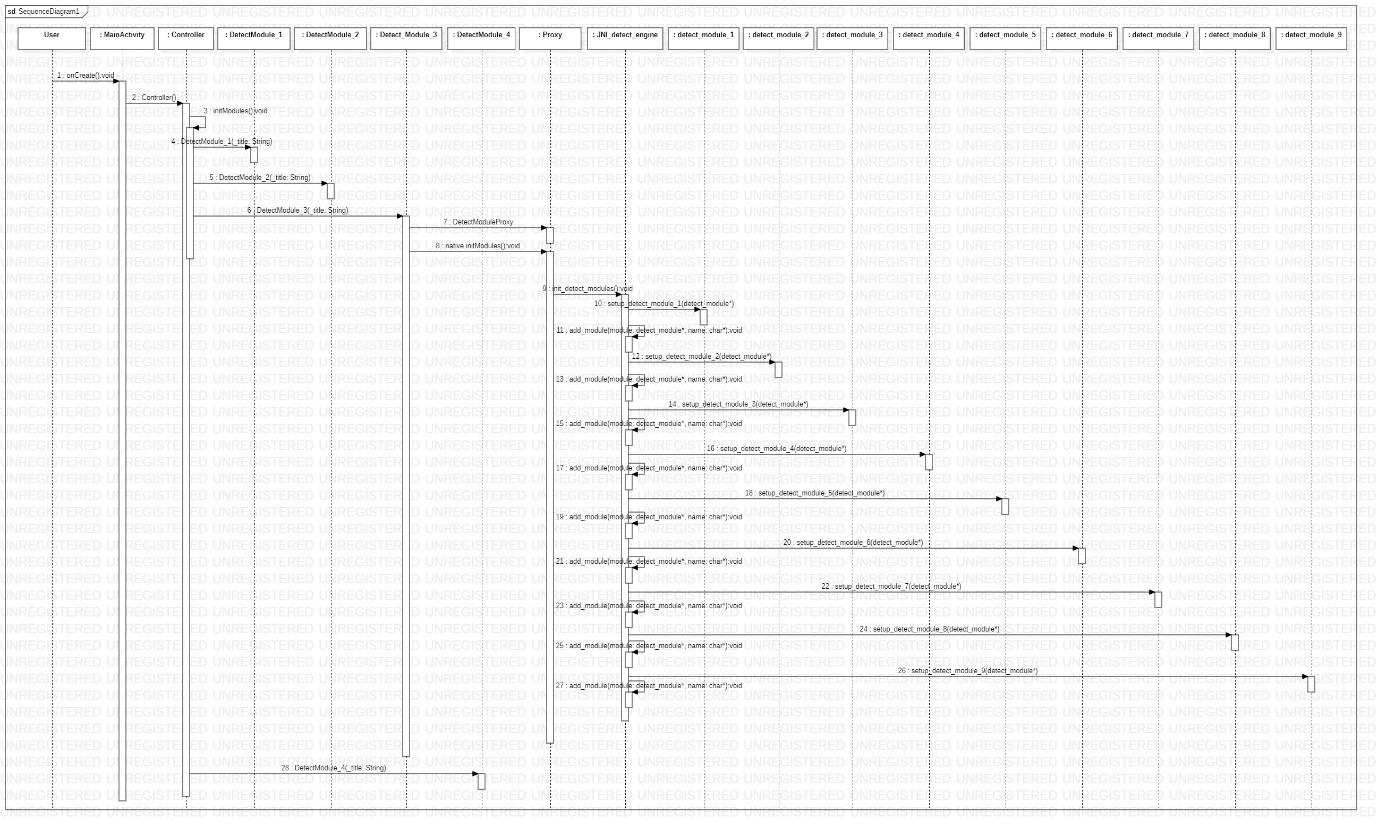 sd SequenceDiagram1
User
: MainActivity
: Controller
: DetectModule_1
: DetectModule_2
: Detect_Module_3
: DetectModule_4
: Proxy
: JNI_detect_engine
: detect_module_1
: detect_module_2
: detect_module_3
: detect_module_4
: detect_module_5
: detect_module_6
: detect_module_7
: detect_module_8
: detect_module_9
1 : onCreate():void
2 : Controller()
3 : initModules():void
4 : DetectModule_1(_title: String)
5 : DetectModule_2(_title: String)
6 : DetectModule_3(_title: String)
7 : DetectModuleProxy
8 : native initModules():void
9 : init_detect_modules():void
10 : setup_detect_module_1(detect_module*)
11 : add_module(module: detect_module*, name: char*):void
12 : setup_detect_module_2(detect_module*)
13 : add_module(module: detect_module*, name: char*):void
14 : setup_detect_module_3(detect_module*)
15 : add_module(module: detect_module*, name: char*):void
16 : setup_detect_module_4(detect_module*)
17 : add_module(module: detect_module*, name: char*):void
18 : setup_detect_module_5(detect_module*)
19 : add_module(module: detect_module*, name: char*):void
20 : setup_detect_module_6(detect_module*)
21 : add_module(module: detect_module*, name: char*):void
22 : setup_detect_module_7(detect_module*)
23 : add_module(module: detect_module*, name: char*):void
24 : setup_detect_module_8(detect_module*)
25 : add_module(module: detect_module*, name: char*):void
26 : setup_detect_module_9(detect_module*)
27 : add_module(module: detect_module*, name: char*):void
28 : DetectModule_4(_title: String)
UNREGISTERED